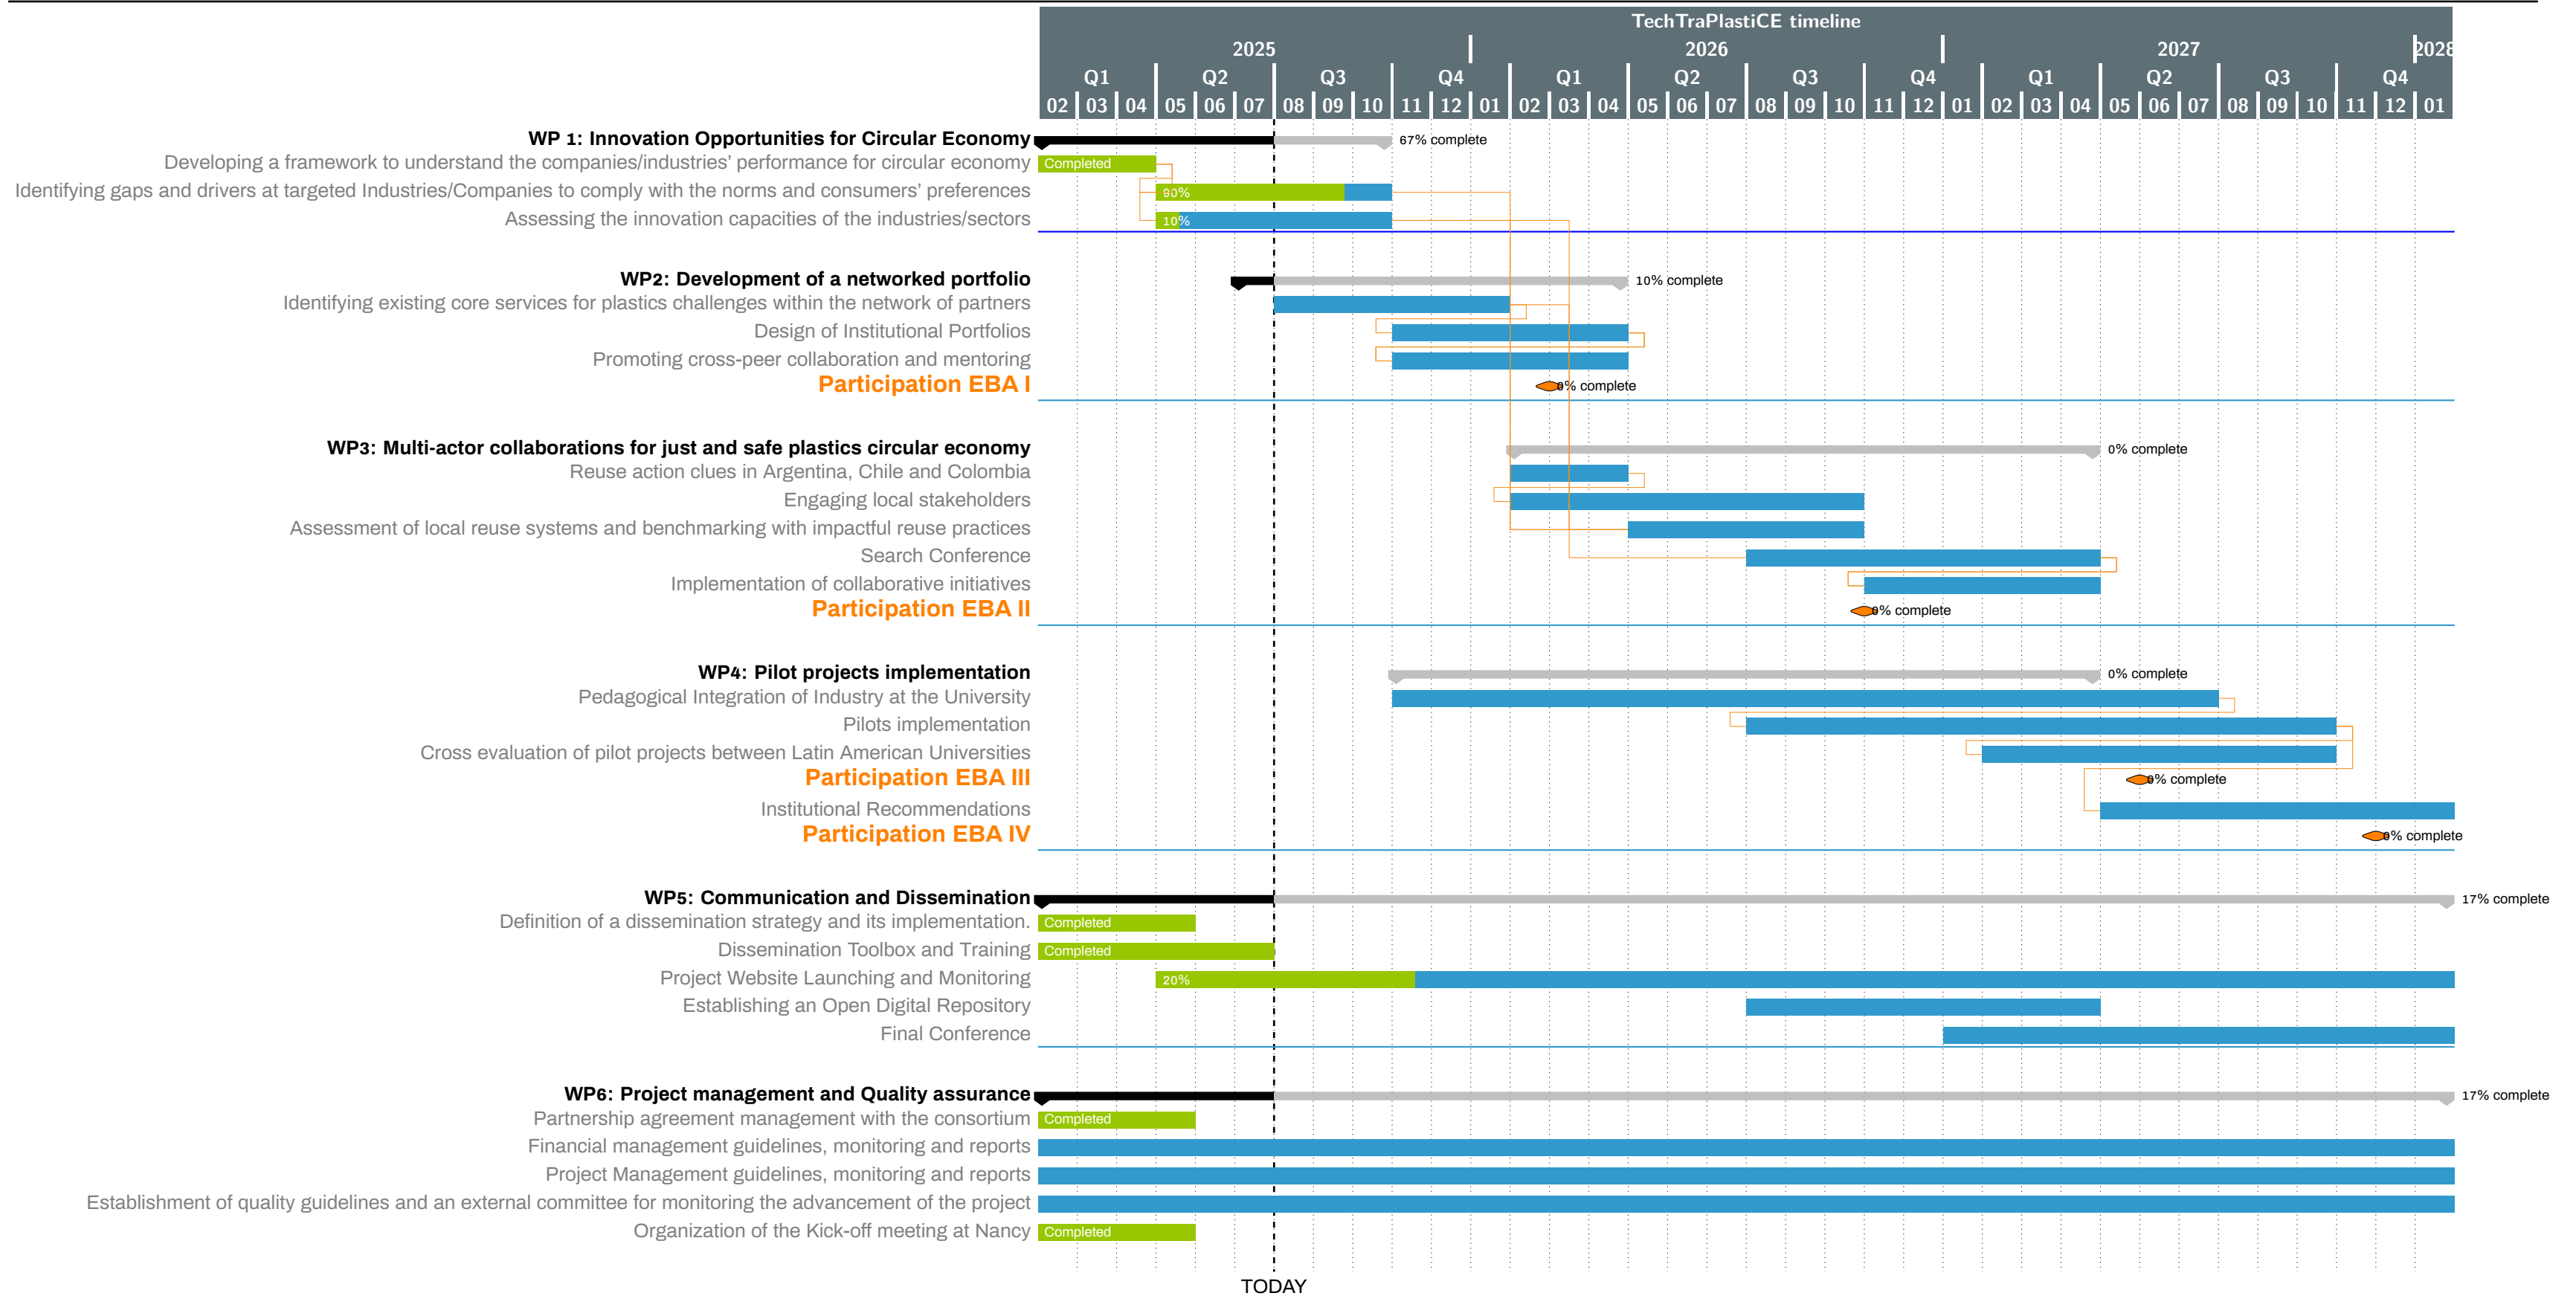 TechTraPlastiCE timeline
2025 2026 2027 2028
Q1 Q2 Q3 Q4 Q1 Q2 Q3 Q4 Q1 Q2 Q3 Q4
02 03 04 05 06 07 08 09 10 11 12 01 02 03 04 05 06 07 08 09 10 11 12 01 02 03 04 05 06 07 08 09 10 11 12 01
WP 1: Innovation Opportunities for Circular Economy 67% complete
Developing a framework to understand the companies/industries' performance for circular economy Completed
Identifying gaps and drivers at targeted Industries/Companies to comply with the norms and consumers' preferences 80%
Assessing the innovation capacities of the industries/sectors 10%
WP2: Development of a networked portfolio 10% complete
Identifying existing core services for plastics challenges within the network of partners
Design of Institutional Portfolios
Promoting cross-peer collaboration and mentoring
Participation EBA I 0% complete
WP3: Multi-actor collaborations for just and safe plastics circular economy 0% complete
Reuse action clues in Argentina, Chile and Colombia
Engaging local stakeholders
Assessment of local reuse systems and benchmarking with impactful reuse practices
Search Conference
Implementation of collaborative initiatives
Participation EBA II 0% complete
WP4: Pilot projects implementation 0% complete
Pedagogical Integration of Industry at the University
Pilots implementation
Cross evaluation of pilot projects between Latin American Universities
Participation EBA III 0% complete
Institutional Recommendations
Participation EBA IV 0% complete
WP5: Communication and Dissemination 17% complete
Definition of a dissemination strategy and its implementation. Completed
Dissemination Toolbox and Training Completed
Project Website Launching and Monitoring 20%
Establishing an Open Digital Repository
Final Conference
WP6: Project management and Quality assurance 17% complete
Partnership agreement management with the consortium Completed
Financial management guidelines, monitoring and reports
Project Management guidelines, monitoring and reports
Establishment of quality guidelines and an external committee for monitoring the advancement of the project
Organization of the Kick-off meeting at Nancy Completed
TODAY